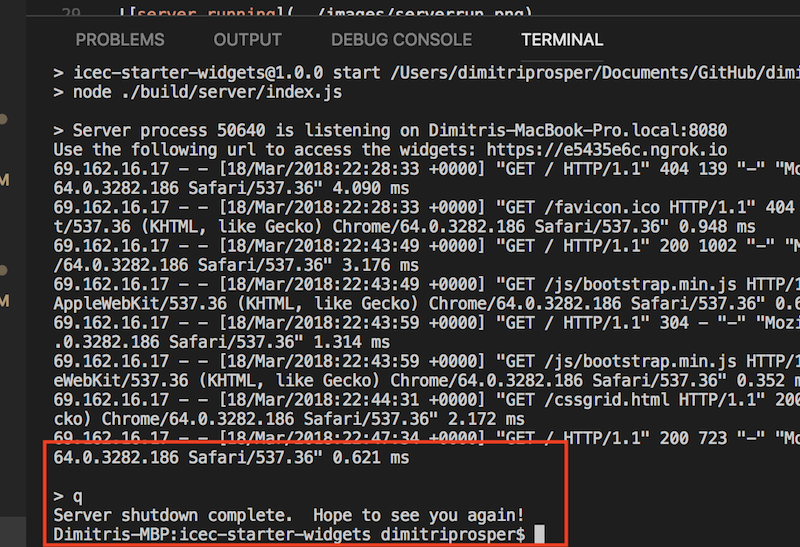 29 ![server running](../images/serverrun.png)
PROBLEMS OUTPUT DEBUG CONSOLE TERMINAL
> icec-starter-widgets@1.0.0 start /Users/dimitriprosper/Documents/GitHub/dimi
> node ./build/server/index.js
> Server process 50640 is listening on Dimitris-MacBook-Pro.local:8080
Use the following url to access the widgets: https://e5435e6c.ngrok.io
69.162.16.17 - - [18/Mar/2018:22:28:33 +0000] "GET / HTTP/1.1" 404 139 "-" "Mo
64.0.3282.186 Safari/537.36" 4.090 ms
69.162.16.17 - - [18/Mar/2018:22:28:33 +0000] "GET /favicon.ico HTTP/1.1" 404
t/537.36 (KHTML, like Gecko) Chrome/64.0.3282.186 Safari/537.36" 0.948 ms
69.162.16.17 - - [18/Mar/2018:22:43:49 +0000] "GET / HTTP/1.1" 200 1002 "-" "M
/64.0.3282.186 Safari/537.36" 3.176 ms
69.162.16.17 - - [18/Mar/2018:22:43:49 +0000] "GET /js/bootstrap.min.js HTTP/1
AppleWebKit/537.36 (KHTML, like Gecko) Chrome/64.0.3282.186 Safari/537.36" 0.6
69.162.16.17 - - [18/Mar/2018:22:43:59 +0000] "GET / HTTP/1.1" 304 - "-" "Mozi
.0.3282.186 Safari/537.36" 1.314 ms
69.162.16.17 - - [18/Mar/2018:22:43:59 +0000] "GET /js/bootstrap.min.js HTTP/1
eWebKit/537.36 (KHTML, like Gecko) Chrome/64.0.3282.186 Safari/537.36" 0.352 m
69.162.16.17 - - [18/Mar/2018:22:44:31 +0000] "GET /cssgrid.html HTTP/1.1" 200
cko) Chrome/64.0.3282.186 Safari/537.36" 2.172 ms
69.162.16.17 - - [18/Mar/2018:22:47:34 +0000] "GET / HTTP/1.1" 200 723 "-" "Mo
64.0.3282.186 Safari/537.36" 0.621 ms
> q
Server shutdown complete.  Hope to see you again!
Dimitris-MBP:icec-starter-widgets dimitriprosper$
M
M